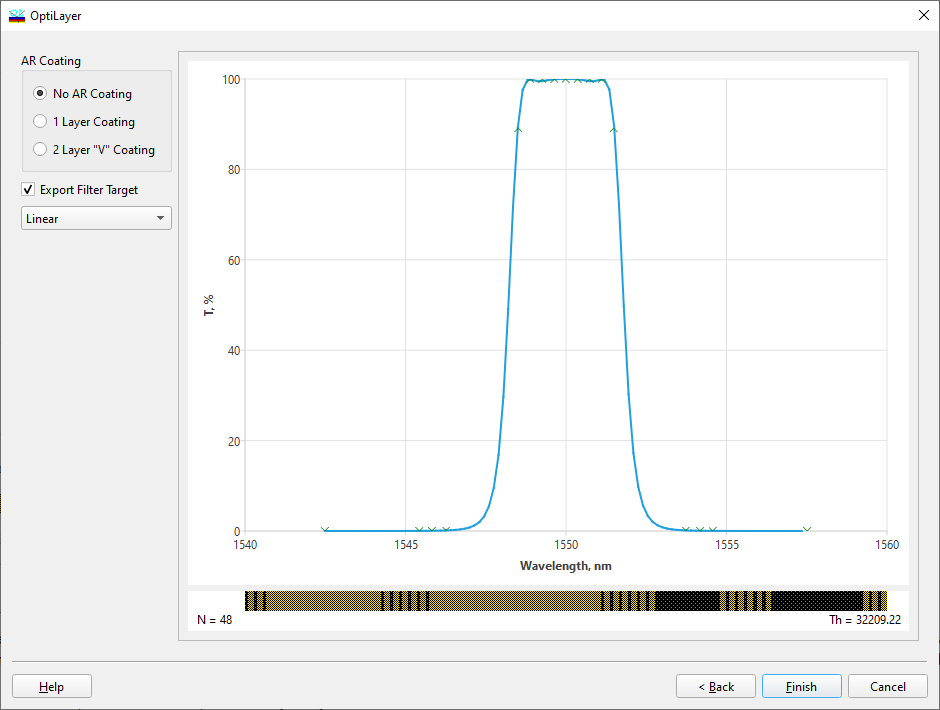 OptiLayer
AR Coating
No AR Coating
1 Layer Coating
2 Layer "V" Coating
Export Filter Target
Linear
100
80
60
40
20
0
T, %
1540
1545
1550
1555
1560
Wavelength, nm
N = 48
Th = 32209.22
Help
< Back
Finish
Cancel